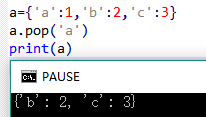 a={'a':1,'b':2,'c':3}
a.pop('a')
print(a)
C:\. PAUSE
{'b': 2, 'c': 3}